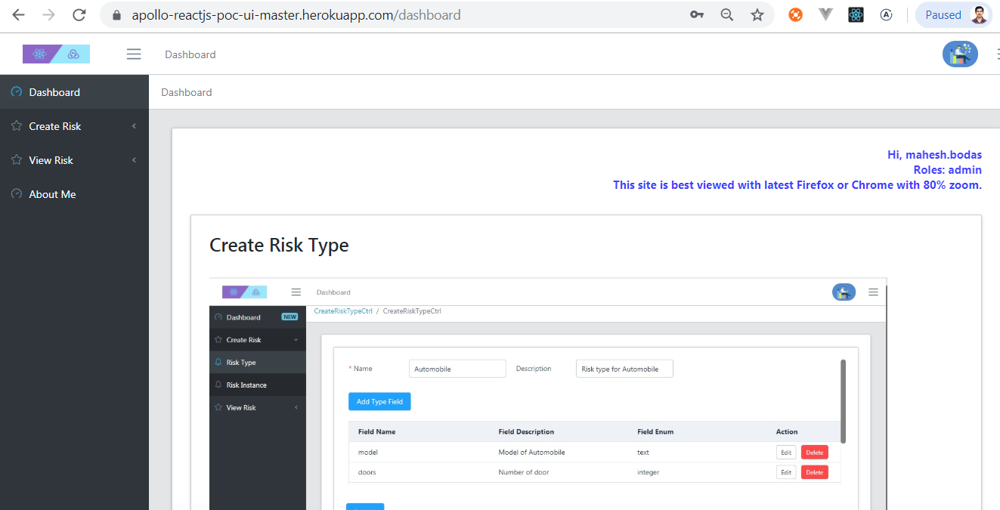 apollo-reactjs-poc-ui-master.herokuapp.com/dashboard
Paused
Dashboard
Dashboard
Create Risk
View Risk
About Me
Dashboard
Hi, mahesh.bodas
Roles: admin
This site is best viewed with latest Firefox or Chrome with 80% zoom.
Create Risk Type
Dashboard
Dashboard NEW
Create Risk
Risk Type
Risk Instance
View Risk
CreateRiskTypeCtrl / CreateRiskTypeCtrl
* Name Automobile Description Risk type for Automobile
Add Type Field
Field Name Field Description Field Enum Action
model Model of Automobile text Edit Delete
doors Number of door integer Edit Delete